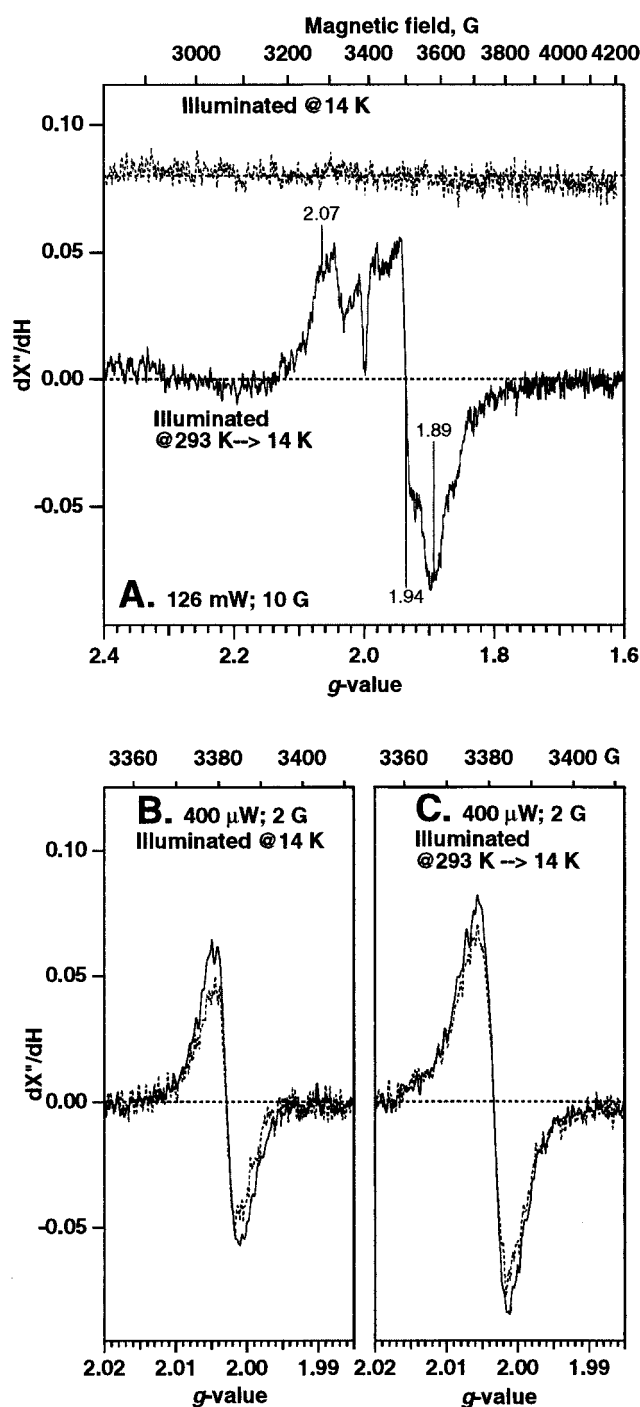 Magnetic field, G
3000 3200 3400 3600 3800 4000 4200
Illuminated @14 K
0.10
2.07
0.05
dX"/dH
0.00
Illuminated
@293 K--> 14 K
1.89
-0.05
A. 126 mW; 10 G
1.94
2.4 2.2 2.0 1.8 1.6
g-value
3360 3380 3400 3360 3380 3400 G
B. 400 µW; 2 G
Illuminated @14 K
C. 400 µW; 2 G
Illuminated
@293 K --> 14 K
0.10
0.05
dX"/dH
0.00
-0.05
2.02 2.01 2.00 1.99 2.02 2.01 2.00 1.99
g-value g-value